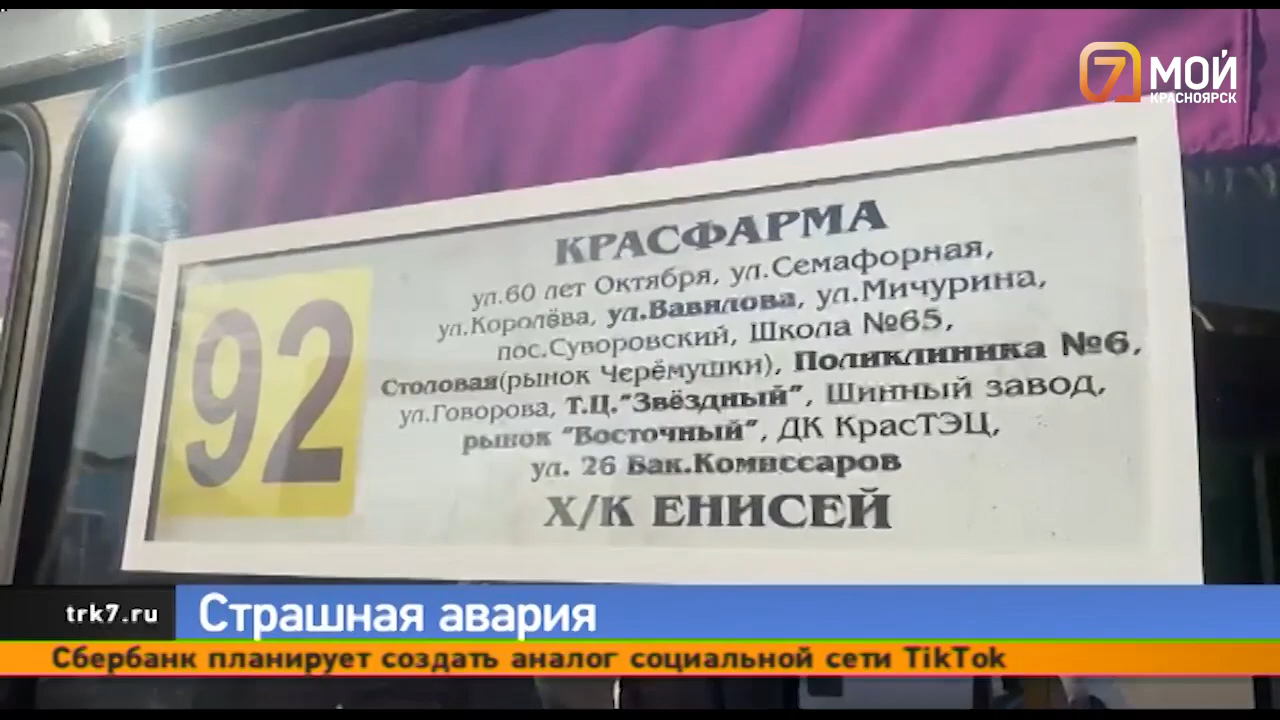 7 МОЙ
КРАСНОЯРСК
92
КРАСФАРМА
ул.60 лет Октября, ул.Семафорная,
ул.Королёва, ул.Вавилова, ул.Мичурина,
пос.Суворовский, Школа №65,
Столовая(рынок Черёмушки), Поликлиника №6,
ул.Говорова, Т.Ц."Звёздный", Шинный завод,
рынок "Восточный", ДК КрасТЭЦ,
ул. 26 Бак.Комиссаров
Х/К ЕНИСЕЙ
trk7.ru
Страшная авария
Сбербанк планирует создать аналог социальной сети TikTok